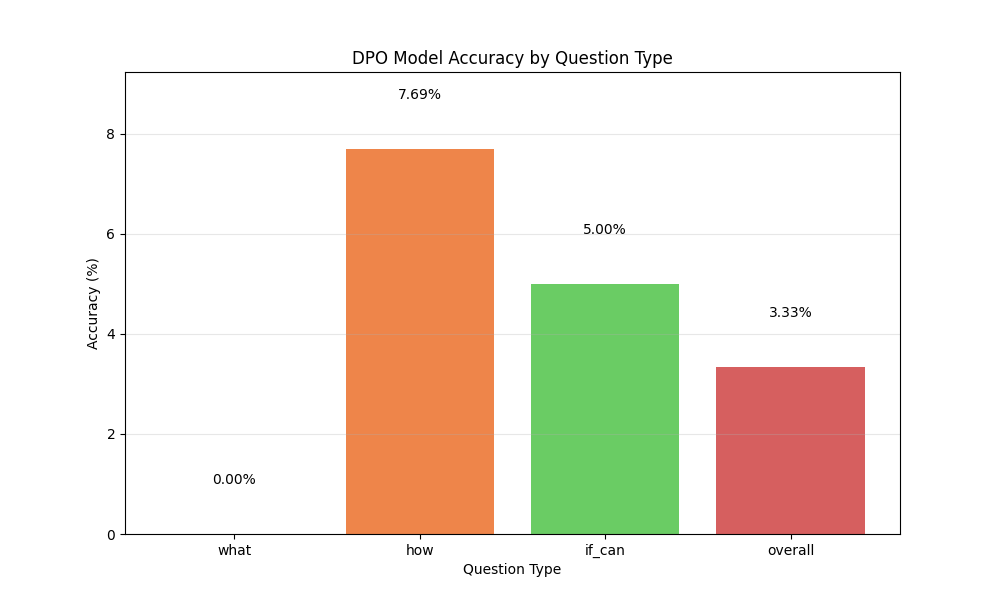 DPO Model Accuracy by Question Type
7.69%
5.00%
3.33%
0.00%
8
6
4
2
0
Accuracy (%)
what
how
if_can
overall
Question Type